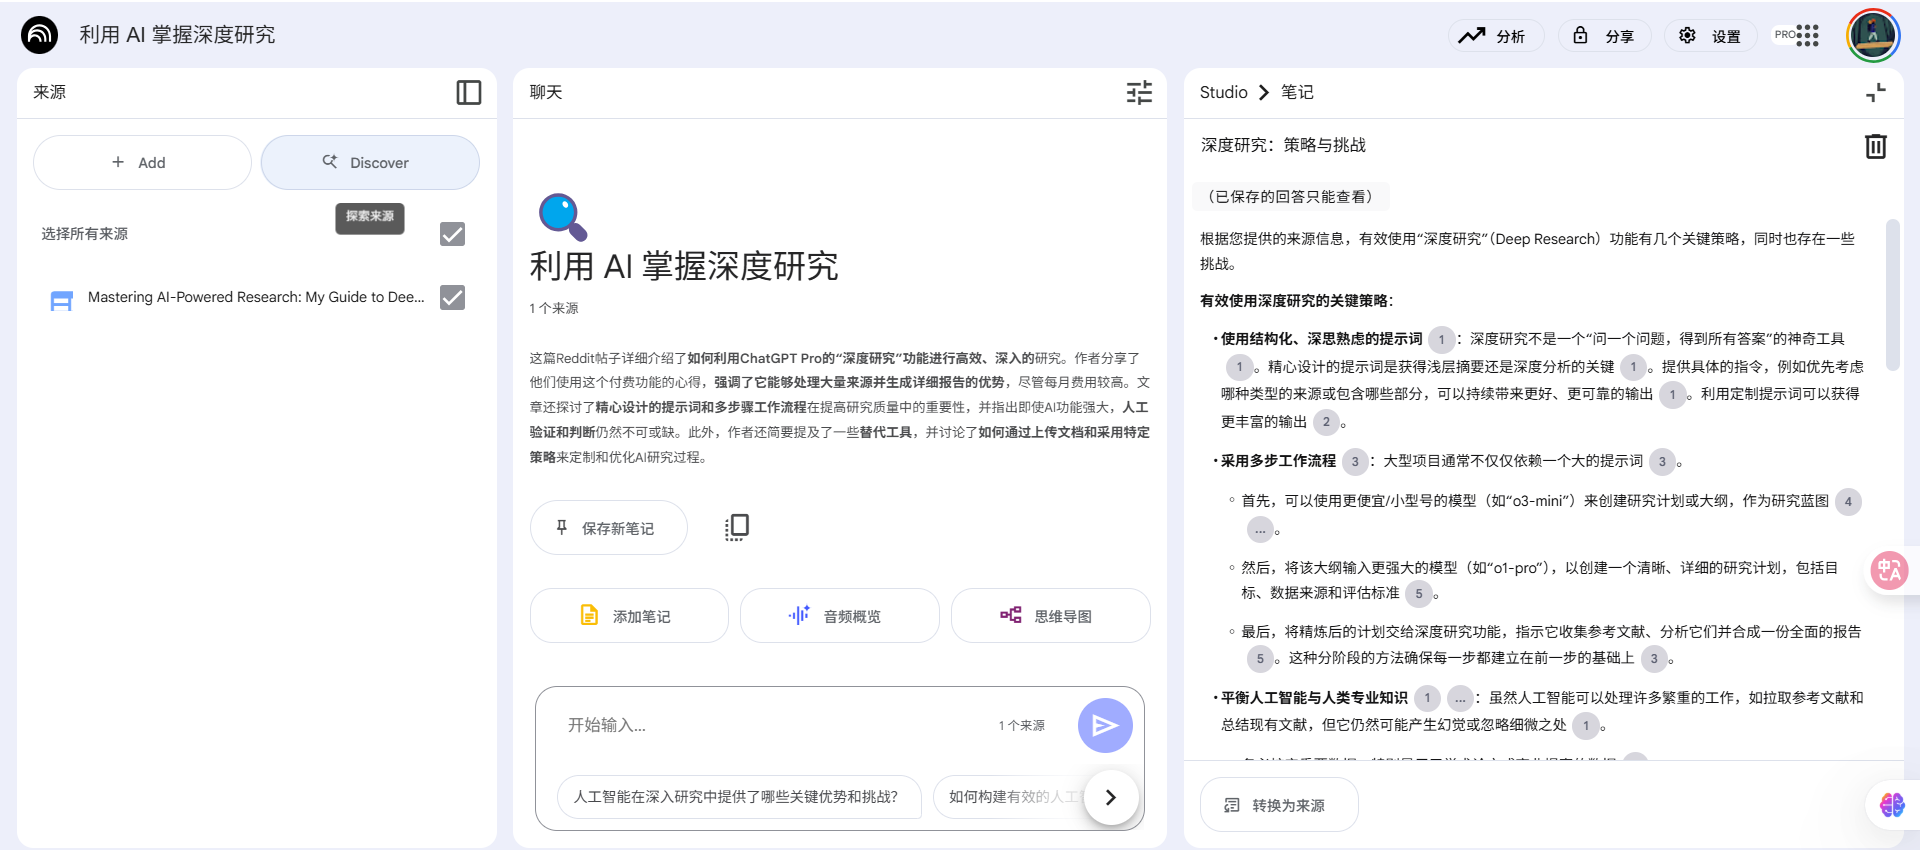 利用 AI 掌握深度研究
分析
分享
设置
PRO
来源
Add
Discover
探索来源
选择所有来源
Mastering AI-Powered Research: My Guide to Dee...
聊天
利用 AI 掌握深度研究
1 个来源
这篇Reddit帖子详细介绍了如何利用ChatGPT Pro的“深度研究”功能进行高效、深入的研究。作者分享了
他们使用这个付费功能的心得，强调了它能够处理大量来源并生成详细报告的优势，尽管每月费用较高。文
章还探讨了精心设计的提示词和多步骤工作流程在提高研究质量中的重要性，并指出即使AI功能强大，人工
验证和判断仍然不可或缺。此外，作者还简要提及了一些替代工具，并讨论了如何通过上传文档和采用特定
策略来定制和优化AI研究过程。
保存新笔记
添加笔记
音频概览
思维导图
开始输入...
1 个来源
人工智能在深入研究中提供了哪些关键优势和挑战？
如何构建有效的人工
Studio
笔记
深度研究：策略与挑战
（已保存的回答只能查看）
根据您提供的来源信息，有效使用“深度研究”（Deep Research）功能有几个关键策略，同时也存在一些
挑战。
有效使用深度研究的关键策略：
•使用结构化、深思熟虑的提示词 1 ：深度研究不是一个“问一个问题，得到所有答案”的神奇工具
1 。精心设计的提示词是获得浅层摘要还是深度分析的关键 1 。提供具体的指令，例如优先考虑
哪种类型的来源或包含哪些部分，可以持续带来更好、更可靠的输出 1 。利用定制提示词可以获得
更丰富的输出 2 。
•采用多步工作流程 3 ：大型项目通常不仅仅依赖一个大的提示词 3 。
◦ 首先，可以使用更便宜/小型号的模型（如“o3-mini”）来创建研究计划或大纲，作为研究蓝图 4
... 。
◦ 然后，将该大纲输入更强大的模型（如“o1-pro”），以创建一个清晰、详细的研究计划，包括目
标、数据来源和评估标准 5 。
◦ 最后，将精炼后的计划交给深度研究功能，指示它收集参考文献、分析它们并合成一份全面的报告
5 。这种分阶段的方法确保每一步都建立在前一步的基础上 3 。
•平衡人工智能与人类专业知识 1 ... ：虽然人工智能可以处理许多繁重的工作，如拉取参考文献和
总结现有文献，但它仍然可能产生幻觉或忽略细微之处 1 。
转换为来源
中A